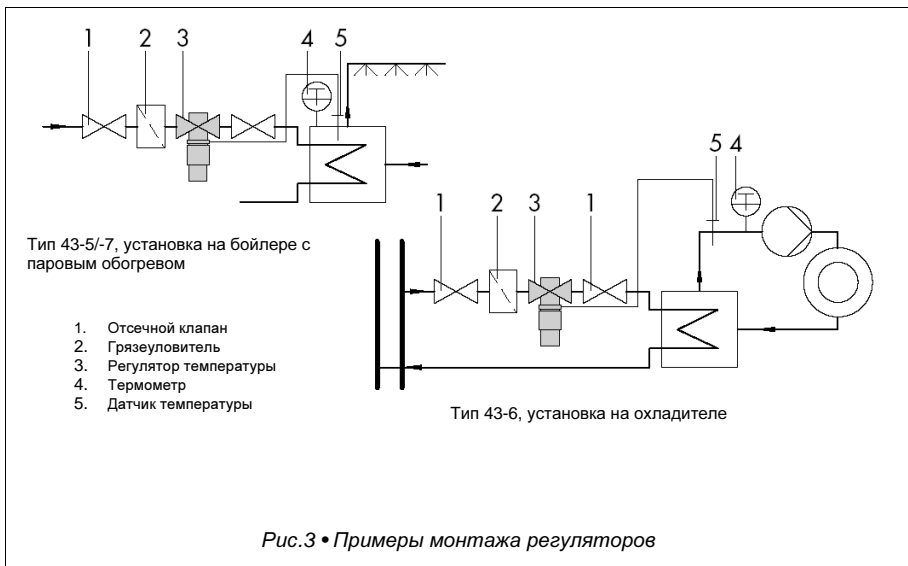 1 2 3 4 5
5 4
1 2 3 1
Тип 43-5/-7, установка на бойлере с
паровым обогревом
1. Отсечной клапан
2. Грязеуловитель
3. Регулятор температуры
4. Термометр
5. Датчик температуры
Тип 43-6, установка на охладителе
Рис.3 • Примеры монтажа регуляторов